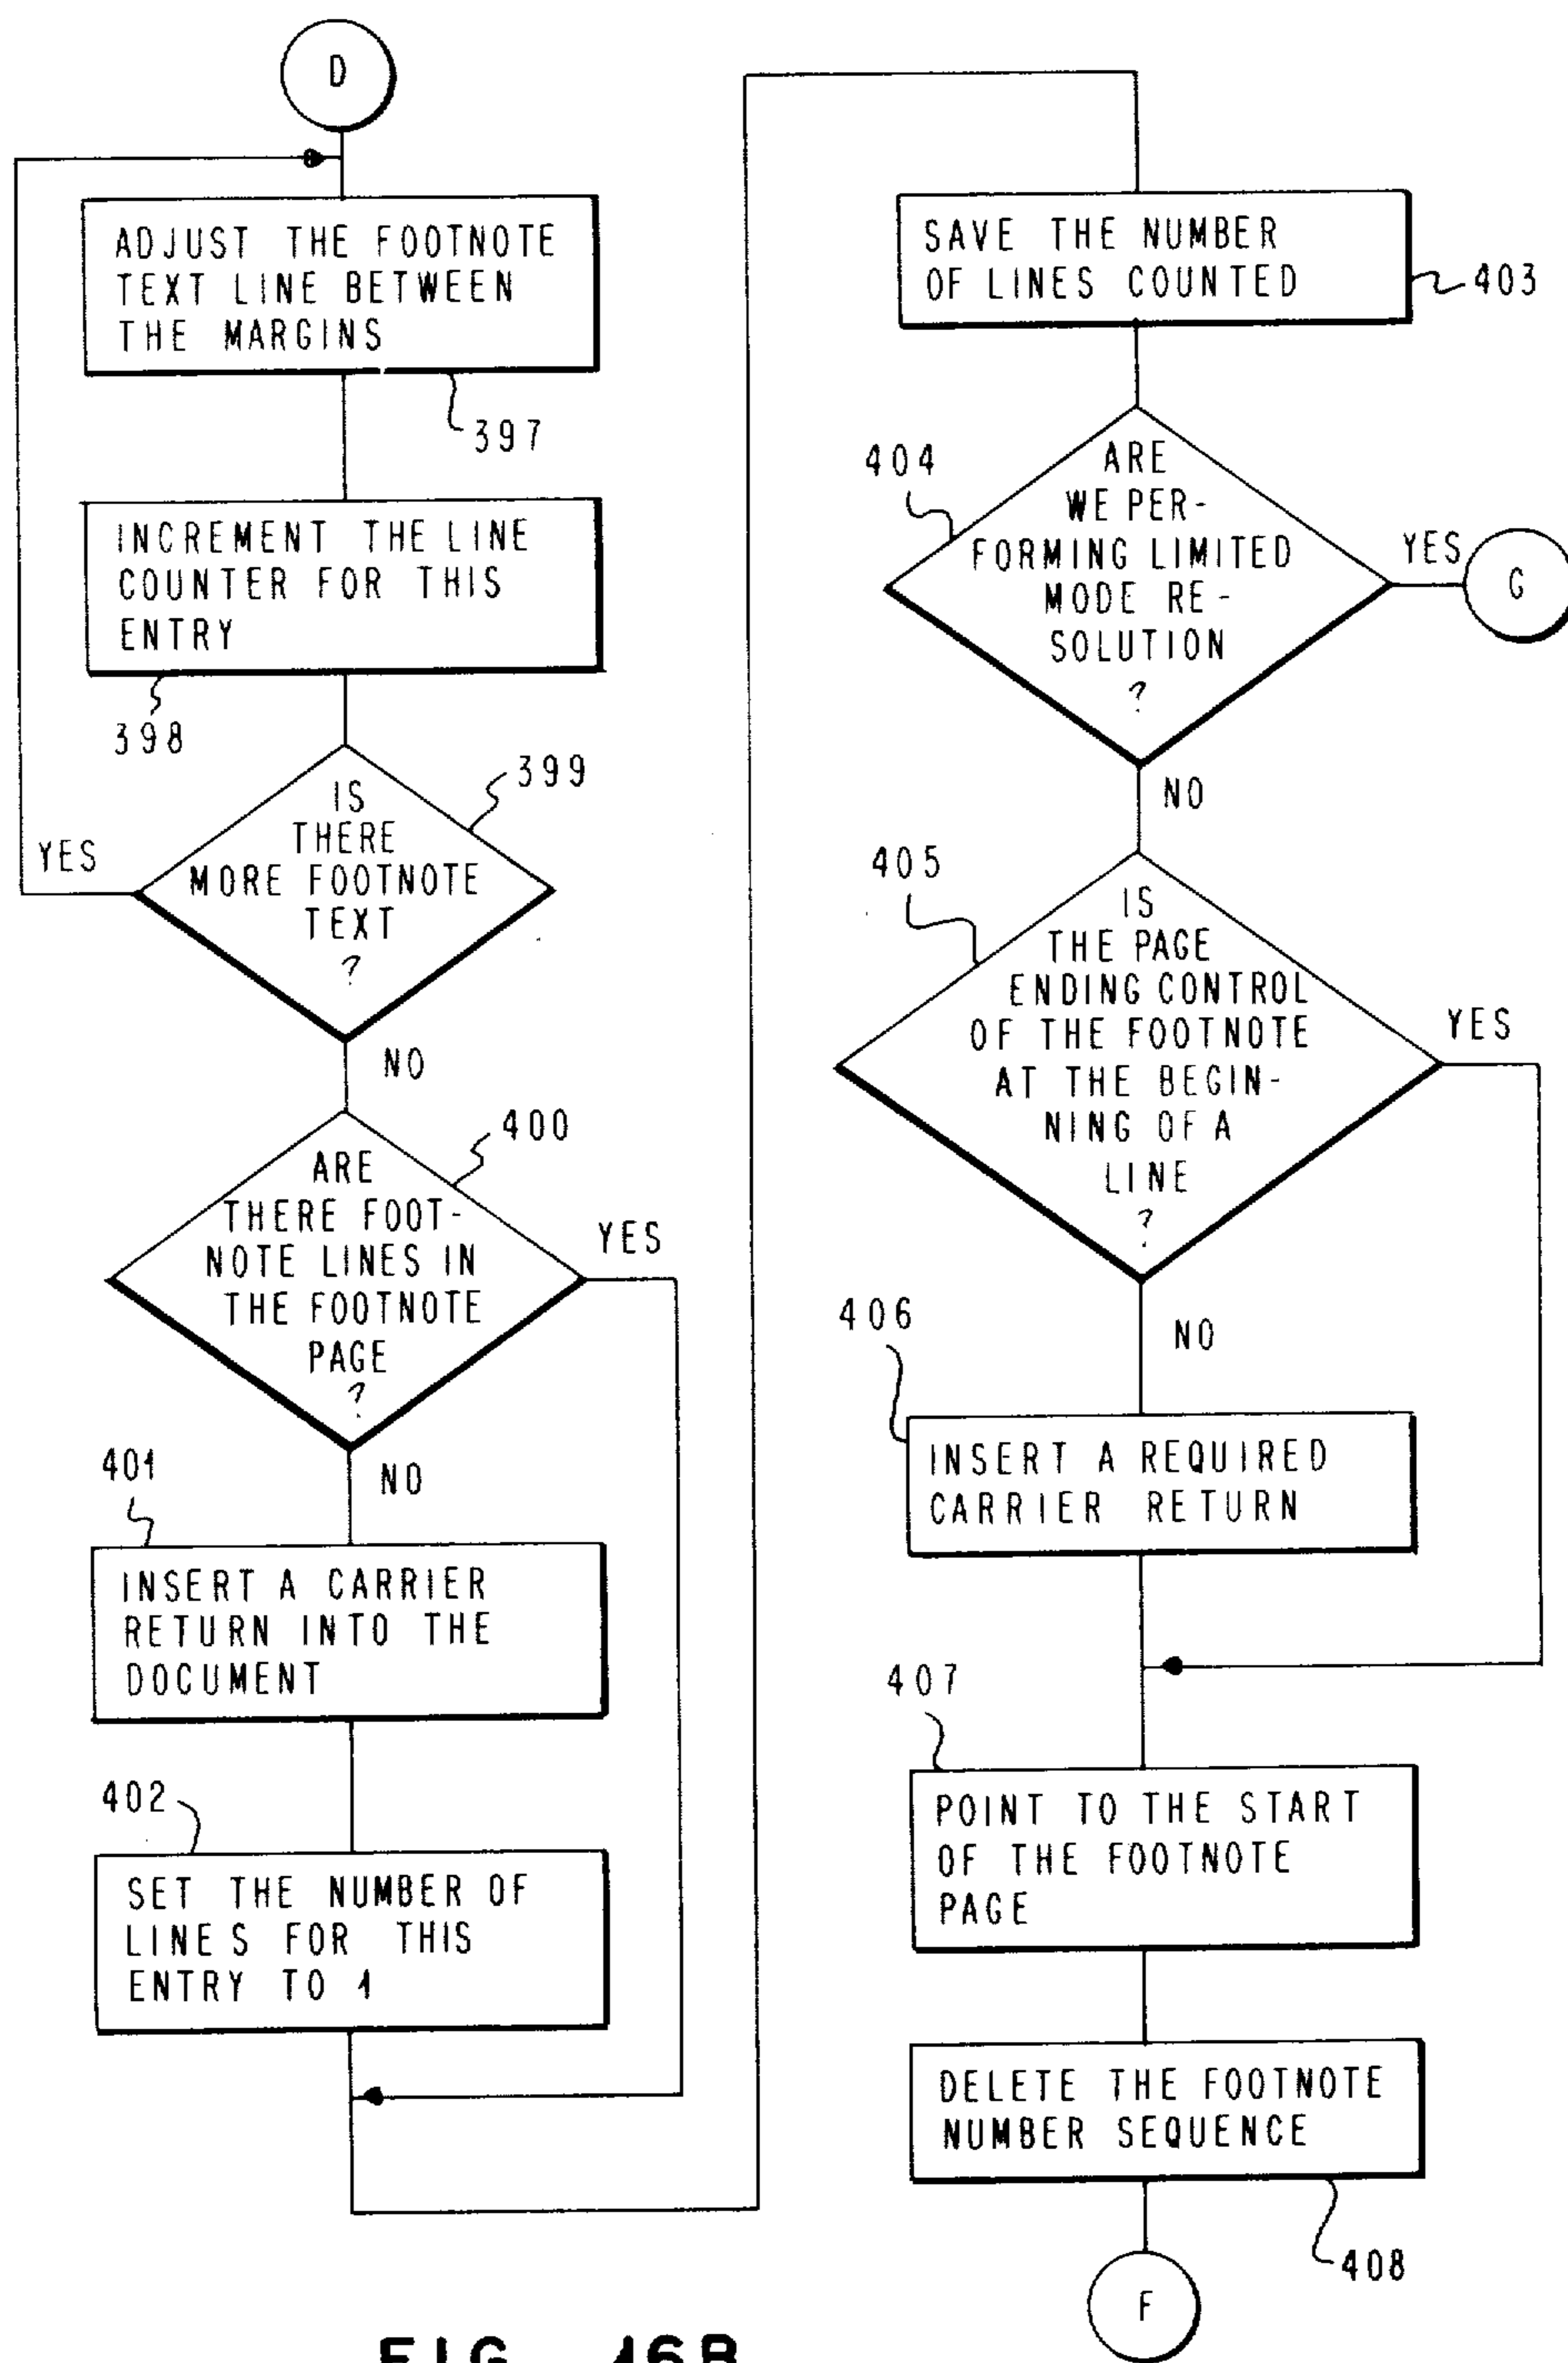 D
ADJUST THE FOOTNOTE
TEXT LINE BETWEEN
THE MARGINS
397
INCREMENT THE LINE
COUNTER FOR THIS
ENTRY
398
IS
THERE
MORE FOOTNOTE
TEXT
?
399
YES
NO
ARE
THERE FOOT-
NOTE LINES IN
THE FOOTNOTE
PAGE
?
400
YES
NO
401
INSERT A CARRIER
RETURN INTO THE
DOCUMENT
402
SET THE NUMBER OF
LINES FOR THIS
ENTRY TO 1
SAVE THE NUMBER
OF LINES COUNTED
403
404
ARE
WE PER-
FORMING LIMITED
MODE RE-
SOLUTION
?
YES
G
NO
405
IS
THE PAGE
ENDING CONTROL
OF THE FOOTNOTE
AT THE BEGIN-
NING OF A
LINE
?
YES
NO
406
INSERT A REQUIRED
CARRIER RETURN
407
POINT TO THE START
OF THE FOOTNOTE
PAGE
DELETE THE FOOTNOTE
NUMBER SEQUENCE
408
F
FIG. 16B